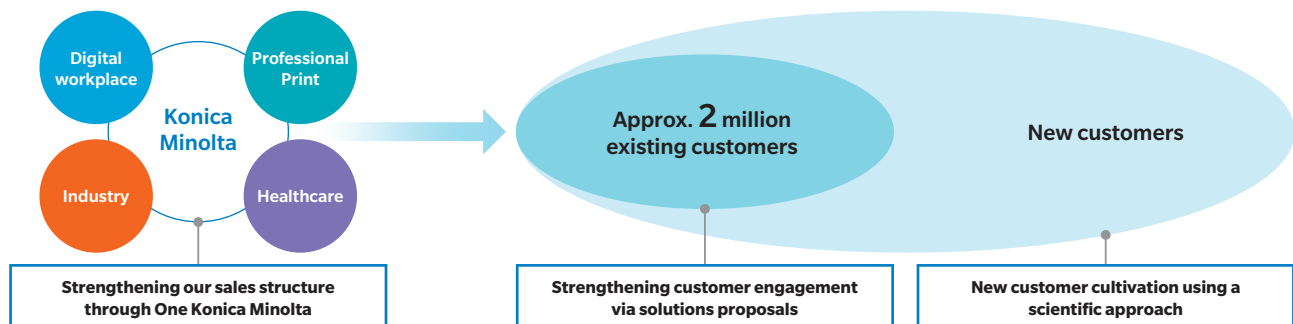 Digital
workplace
Professional
Print
Konica
Minolta
Industry
Healthcare
Approx. 2 million
existing customers
New customers
Strengthening our sales structure
through One Konica Minolta
Strengthening customer engagement
via solutions proposals
New customer cultivation using a
scientific approach